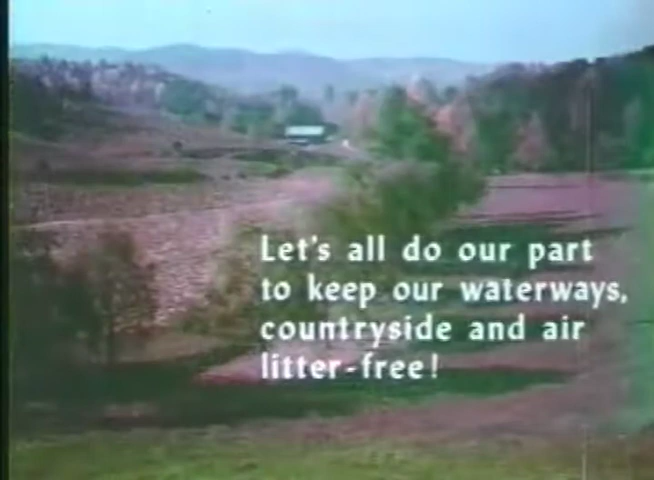 Let's all do our part
to keep our waterways,
countryside and air
litter-free!